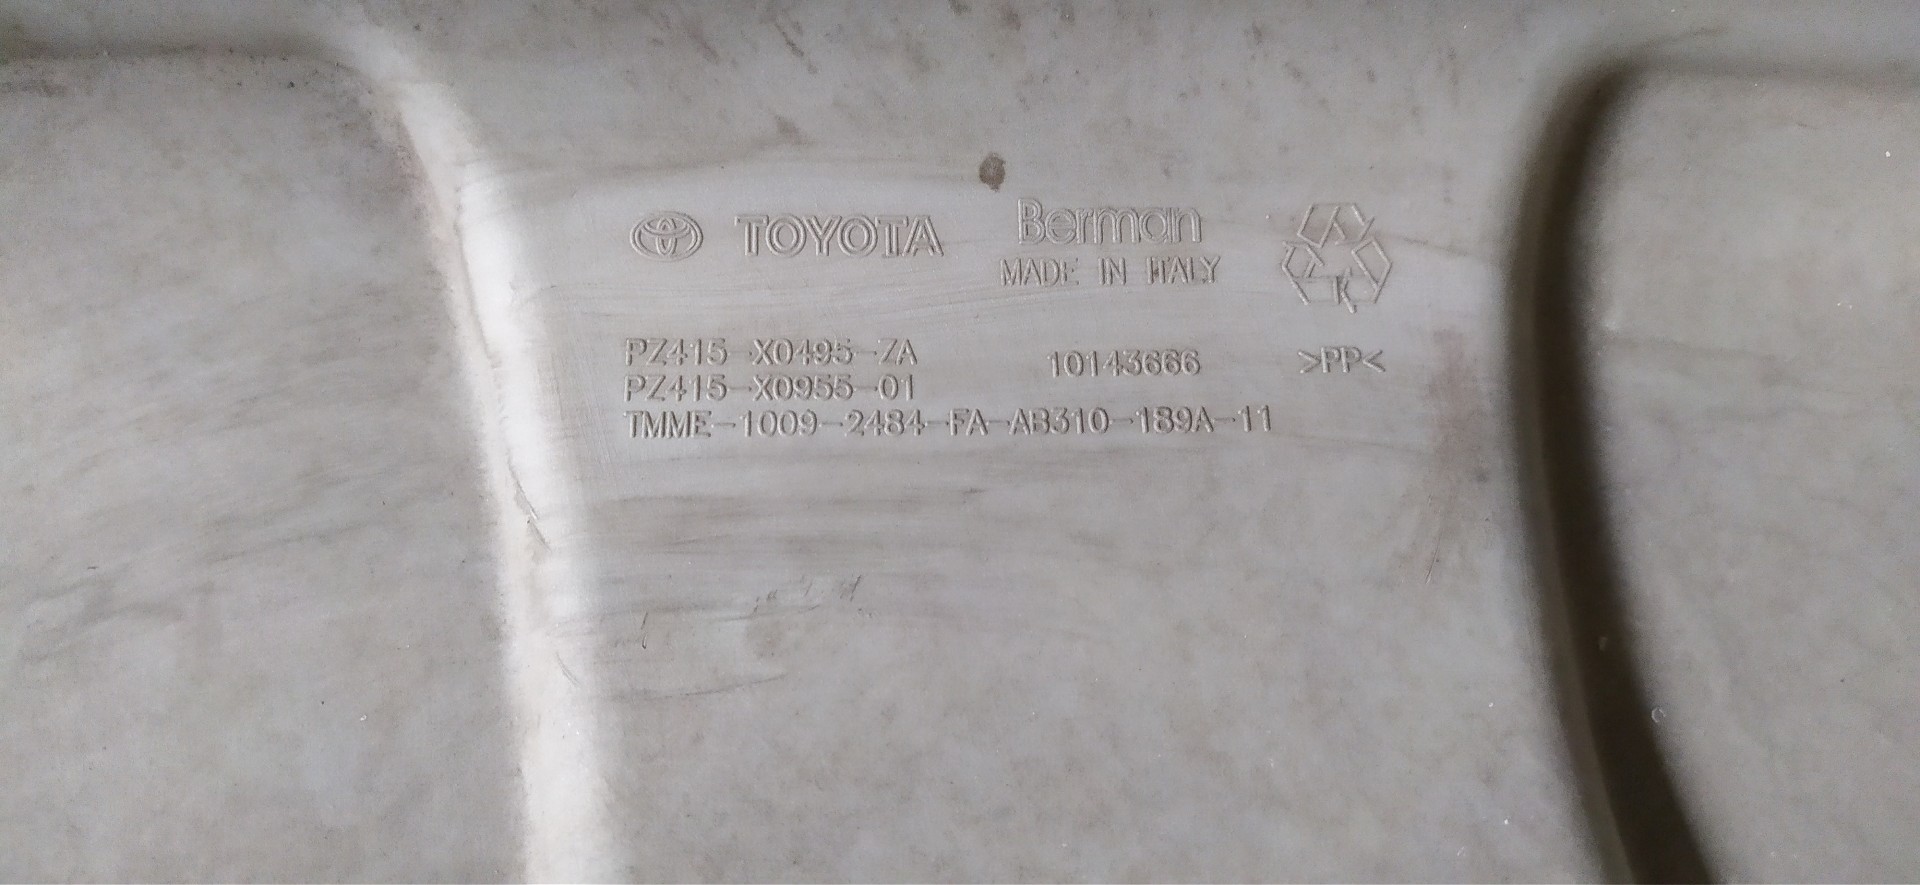 TOYOTA
Berman
MADE IN ITALY
PZ415-X0495-ZA
PZ415-X0955-01
TMME-1009-2484-FA-AB310-189A-11
10143666
>PP<